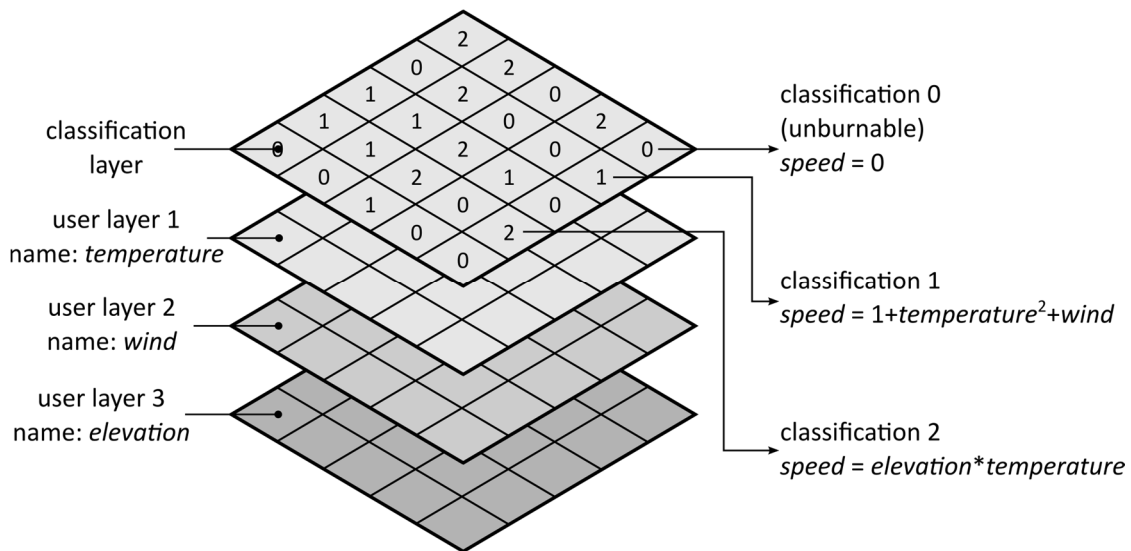 2
0 2
1 2 0
1 1 0 2
0 1 2 0 0
0 2 1 1
1 0 0
0 2
0
classification
layer
user layer 1
name: temperature
user layer 2
name: wind
user layer 3
name: elevation
classification 0
(unburnable)
speed = 0
classification 1
speed = 1+temperature²+wind
classification 2
speed = elevation*temperature